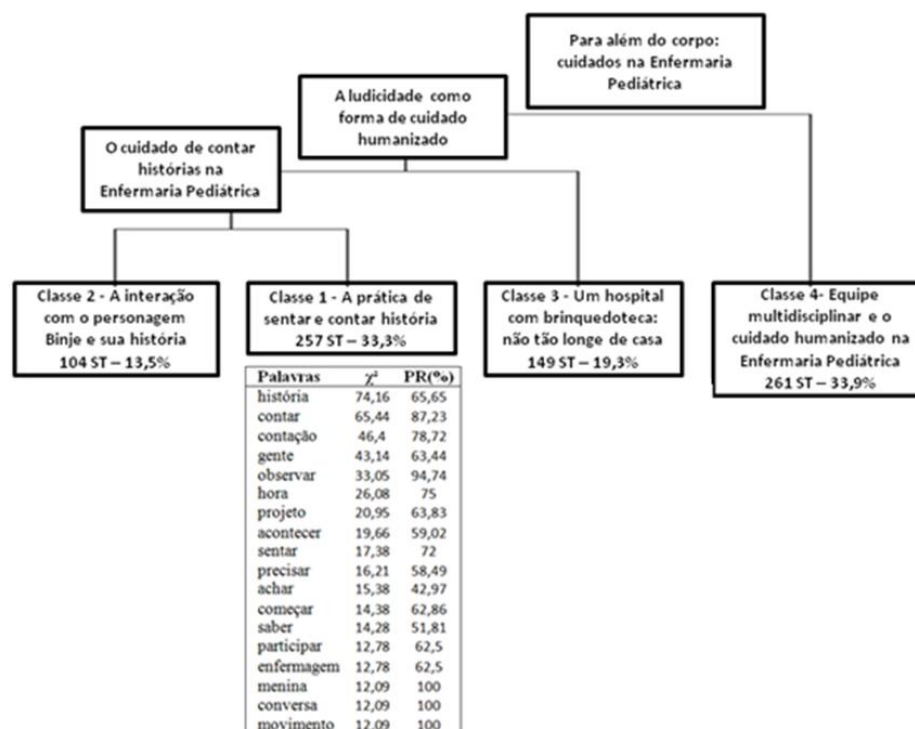 Para além do corpo:
cuidados na Enfermaria
Pediátrica
A ludicidade como
forma de cuidado
humanizado
O cuidado de contar
histórias na
Enfermaria Pediátrica
Classe 2 - A interação
com o personagem
Binje e sua história
104 ST – 13,5%
Classe 1 - A prática de
sentar e contar história
257 ST – 33,3%
Classe 3 - Um hospital
com brinquedoteca:
não tão longe de casa
149 ST – 19,3%
Classe 4- Equipe
multidisciplinar e o
cuidado humanizado na
Enfermaria Pediátrica
261 ST – 33,9%
Palavras χ² PR(%)
história 74,16 65,65
contar 65,44 87,23
contação 46,4 78,72
gente 43,14 63,44
observar 33,05 94,74
hora 26,08 75
projeto 20,95 63,83
acontecer 19,66 59,02
sentar 17,38 72
precisar 16,21 58,49
achar 15,38 42,97
começar 14,38 62,86
saber 14,28 51,81
participar 12,78 62,5
enfermagem 12,78 62,5
menina 12,09 100
conversa 12,09 100
movimento 12,09 100